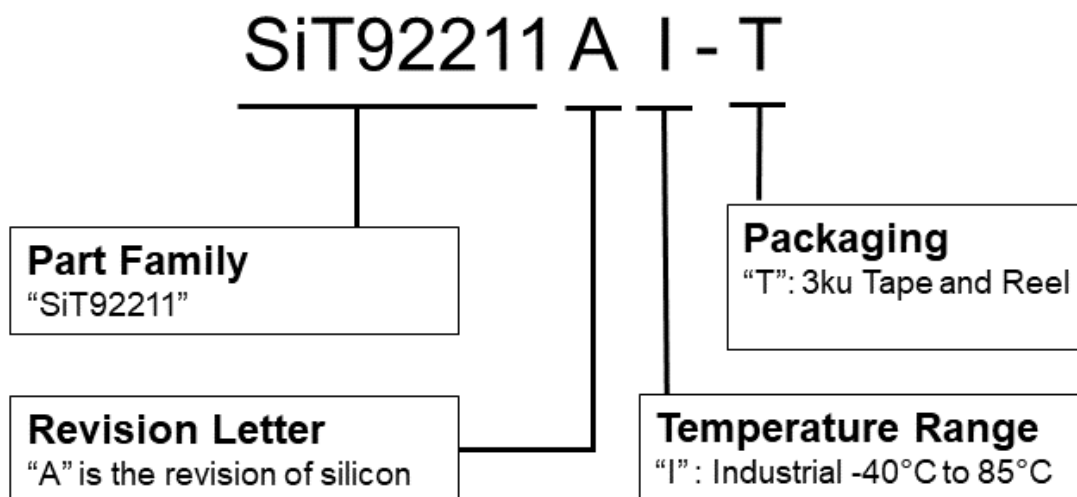 SiT92211 A I - T
Part Family
“SiT92211”
Packaging
“T”: 3ku Tape and Reel
Revision Letter
“A” is the revision of silicon
Temperature Range
“I” : Industrial -40°C to 85°C